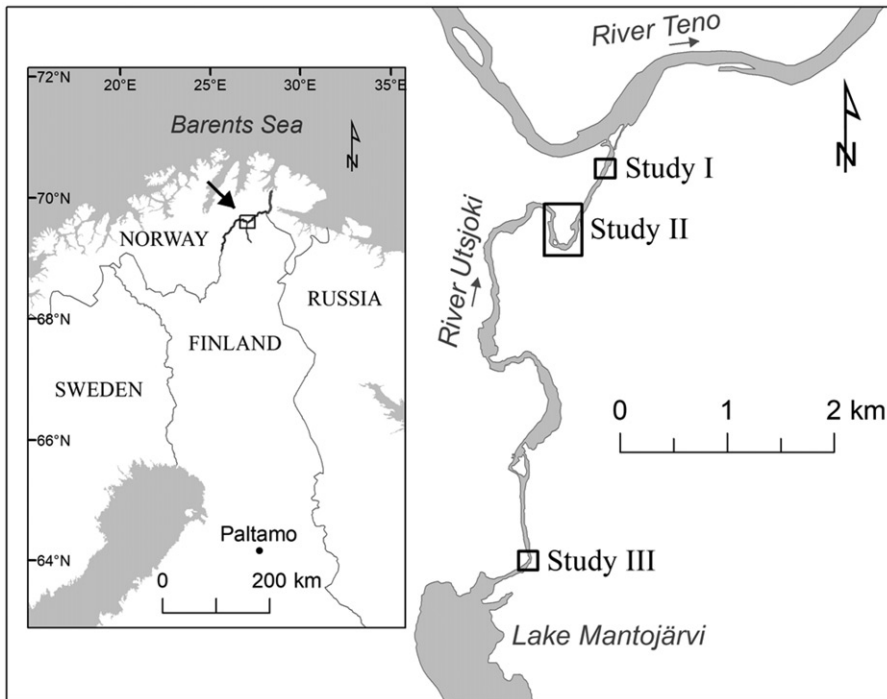 72°N
20°E
25°E
30°E
35°E
Barents Sea
N
70°N
NORWAY
RUSSIA
68°N
FINLAND
SWEDEN
66°N
Paltamo
64°N
0
200 km
River Teno
N
Study I
Study II
River Utsjoki
0
1
2 km
Study III
Lake Mantojärvi